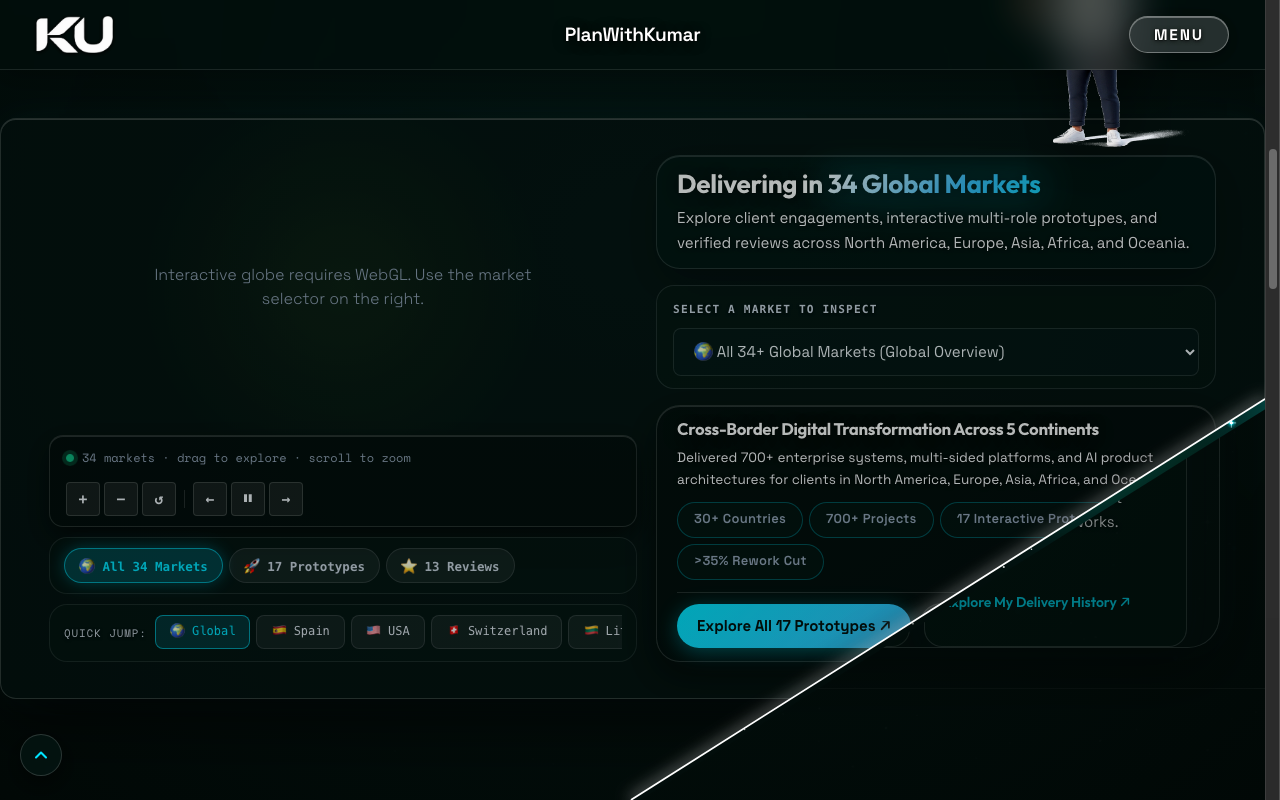 KU
PlanWithKumar
MENU
Interactive globe requires WebGL. Use the market
selector on the right.
34 markets · drag to explore · scroll to zoom
+ − ↺ ← → 
All 34 Markets
17 Prototypes
13 Reviews
QUICK JUMP:
Global
Spain
USA
Switzerland
Delivering in 34 Global Markets
Explore client engagements, interactive multi-role prototypes, and
verified reviews across North America, Europe, Asia, Africa, and Oceania.
SELECT A MARKET TO INSPECT
All 34+ Global Markets (Global Overview)
Cross-Border Digital Transformation Across 5 Continents
Delivered 700+ enterprise systems, multi-sided platforms, and AI product
architectures for clients in North America, Europe, Asia, Africa, and
30+ Countries
700+ Projects
17 Interactive
>35% Rework Cut
Explore All 17 Prototypes ↗
My Delivery History ↗